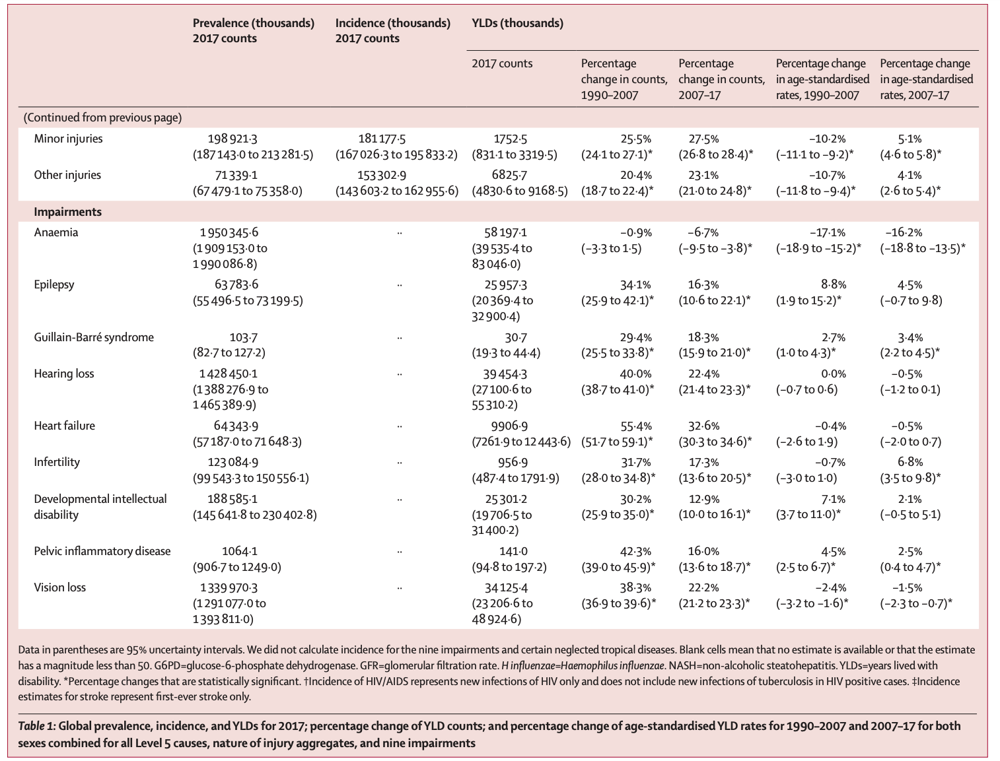 Prevalence (thousands) Incidence (thousands) YLDs (thousands)
2017 counts 2017 counts
2017 counts Percentage Percentage Percentage change Percentage change
change in counts, change in counts, in age-standardised in age-standardised
1990–2007 2007–17 rates, 1990–2007 rates, 2007–17
(Continued from previous page)
Minor injuries 198 921·3 181 177·5 1752·5 25·5% 27·5% –10·2% 5·1%
(187 143·0 to 213 281·5) (167 026·3 to 195 833·2) (831·1 to 3319·5) (24·1 to 27·1)* (26·8 to 28·4)* (–11·1 to –9·2)* (4·6 to 5·8)*
Other injuries 71 339·1 153 302·9 6825·7 20·4% 23·1% –10·7% 4·1%
(67 479·1 to 75 358·0) (143 603·2 to 162 955·6) (4830·6 to 9168·5) (18·7 to 22·4)* (21·0 to 24·8)* (–11·8 to –9·4)* (2·6 to 5·4)*
Impairments
Anaemia 1 950 345·6 ·· 58 197·1 –0·9% –6·7% –17·1% –16·2%
(1 909 153·0 to (39 535·4 to (–3·3 to 1·5) (–9·5 to –3·8)* (–18·9 to –15·2)* (–18·8 to –13·5)*
1 990 086·8) 83 046·0)
Epilepsy 63 783·6 ·· 25 957·3 34·1% 16·3% 8·8% 4·5%
(55 496·5 to 73 199·5) (20 369·4 to (25·9 to 42·1)* (10·6 to 22·1)* (1·9 to 15·2)* (–0·7 to 9·8)
32 900·4)
Guillain-Barré syndrome 103·7 ·· 30·7 29·4% 18·3% 2·7% 3·4%
(82·7 to 127·2) (19·3 to 44·4) (25·5 to 33·8)* (15·9 to 21·0)* (1·0 to 4·3)* (2·2 to 4·5)*
Hearing loss 1 428 450·1 ·· 39 454·3 40·0% 22·4% 0·0% –0·5%
(1 388 276·9 to (27 100·6 to (38·7 to 41·0)* (21·4 to 23·3)* (–0·7 to 0·6) (–1·2 to 0·1)
1 465 389·9) 55 310·2)
Heart failure 64 343·9 ·· 9906·9 55·4% 32·6% –0·4% –0·5%
(57 187·0 to 71 648·3) (7261·9 to 12 443·6) (51·7 to 59·1)* (30·3 to 34·6)* (–2·6 to 1·9) (–2·0 to 0·7)
Infertility 123 084·9 ·· 956·9 31·7% 17·3% –0·7% 6·8%
(99 543·3 to 150 556·1) (487·4 to 1791·9) (28·0 to 34·8)* (13·6 to 20·5)* (–3·0 to 1·0) (3·5 to 9·8)*
Developmental intellectual 188 585·1 ·· 25 301·2 30·2% 12·9% 7·1% 2·1%
disability (145 641·8 to 230 402·8) (19 706·5 to (25·9 to 35·0)* (10·0 to 16·1)* (3·7 to 11·0)* (–0·5 to 5·1)
31 400·2)
Pelvic inflammatory disease 1064·1 ·· 141·0 42·3% 16·0% 4·5% 2·5%
(906·7 to 1249·0) (94·8 to 197·2) (39·0 to 45·9)* (13·6 to 18·7)* (2·5 to 6·7)* (0·4 to 4·7)*
Vision loss 1 339 970·3 ·· 34 125·4 38·3% 22·2% –2·4% –1·5%
(1 291 077·0 to (23 206·6 to (36·9 to 39·6)* (21·2 to 23·3)* (–3·2 to –1·6)* (–2·3 to –0·7)*
1 393 811·0) 48 924·6)
Data in parentheses are 95% uncertainty intervals. We did not calculate incidence for the nine impairments and certain neglected tropical diseases. Blank cells mean that no estimate is available or that the estimate
has a magnitude less than 50. G6PD=glucose-6-phosphate dehydrogenase. GFR=glomerular filtration rate. H influenzae=Haemophilus influenzae. NASH=non-alcoholic steatohepatitis. YLDs=years lived with
disability. *Percentage changes that are statistically significant. †Incidence of HIV/AIDS represents new infections of HIV only and does not include new infections of tuberculosis in HIV positive cases. ‡Incidence
estimates for stroke represent first-ever stroke only.
Table 1: Global prevalence, incidence, and YLDs for 2017; percentage change of YLD counts; and percentage change of age-standardised YLD rates for 1990–2007 and 2007–17 for both
sexes combined for all Level 5 causes, nature of injury aggregates, and nine impairments